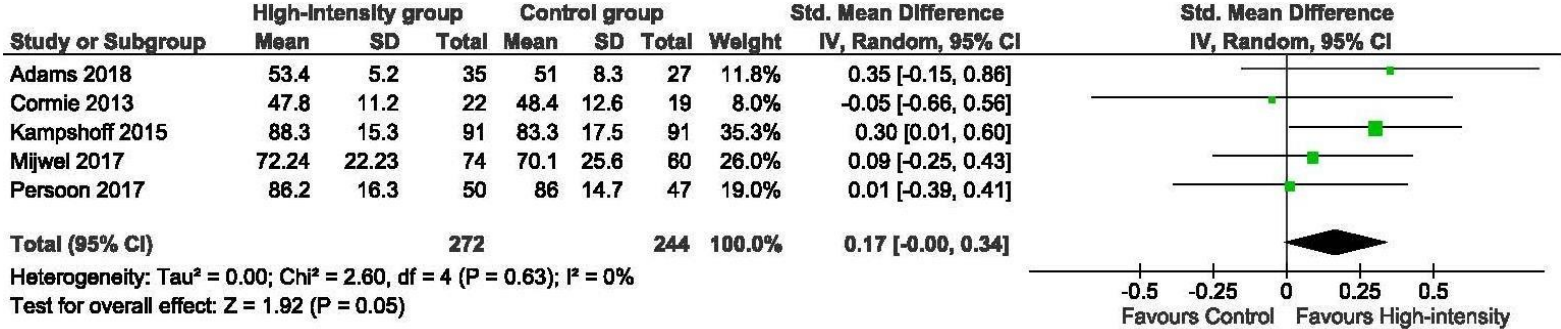 High-intensity group Control group Std. Mean Difference Std. Mean Difference
Study or Subgroup Mean SD Total Mean SD Total Weight IV, Random, 95% CI IV, Random, 95% CI
Adams 2018 53.4 5.2 35 51 8.3 27 11.8% 0.35 [-0.15, 0.86]
Cormie 2013 47.8 11.2 22 48.4 12.6 19 8.0% -0.05 [-0.66, 0.56]
Kampshoff 2015 88.3 15.3 91 83.3 17.5 91 35.3% 0.30 [0.01, 0.60]
Mijwel 2017 72.24 22.23 74 70.1 25.6 60 26.0% 0.09 [-0.25, 0.43]
Persoon 2017 86.2 16.3 50 86 14.7 47 19.0% 0.01 [-0.39, 0.41]
Total (95% CI) 272 244 100.0% 0.17 [-0.00, 0.34]
Heterogeneity: Tau² = 0.00; Chi² = 2.60, df = 4 (P = 0.63); I² = 0%
Test for overall effect: Z = 1.92 (P = 0.05)
-0.5 -0.25 0 0.25 0.5
Favours Control Favours High-intensity